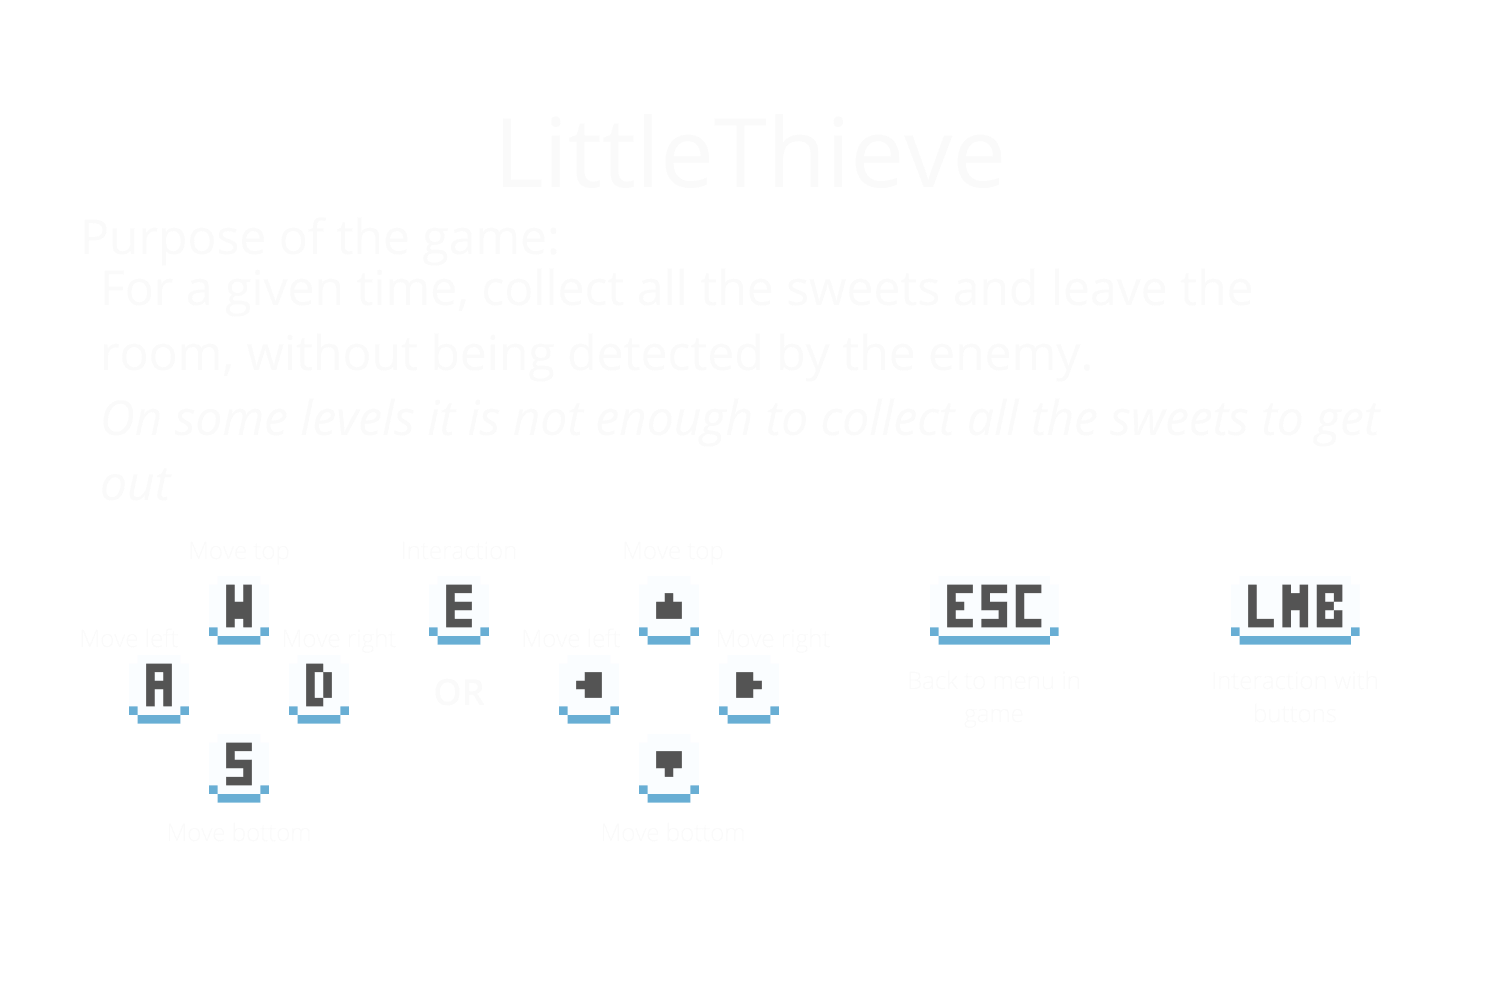 LittleThieve
Purpose of the game:
For a given time, collect all the sweets and leave the
room, without being detected by the enemy.
On some levels it is not enough to collect all the sweets to get
out
Move top
Interaction
Move top
W
E
ESC
LMB
Move left
Move right
Move left
Move right
A
D
OR
Back to menu in
game
Interaction with
buttons
S
Move bottom
Move bottom